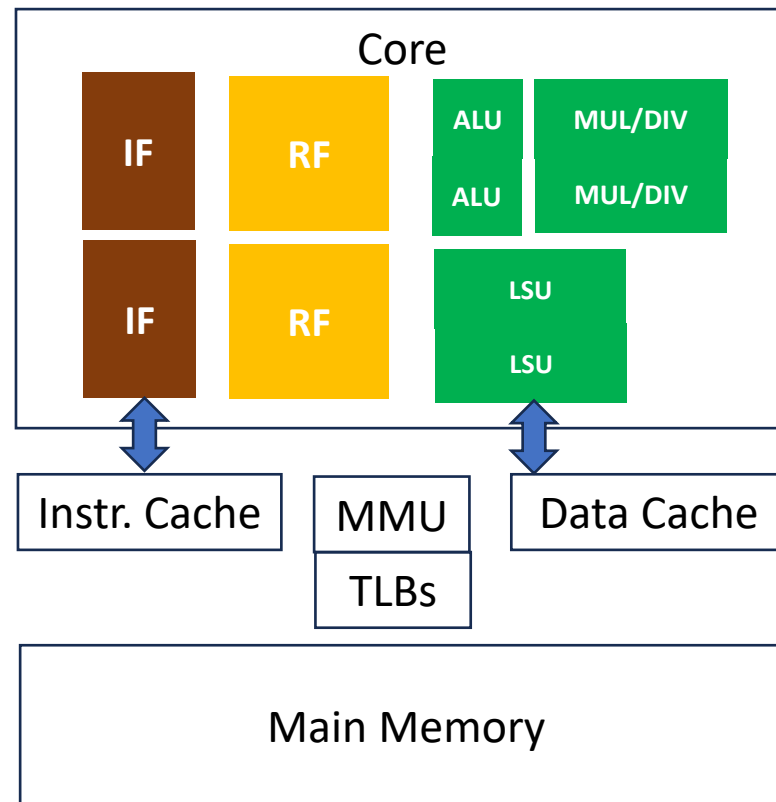 Core
IF
RF
ALU
MUL/DIV
ALU
MUL/DIV
IF
RF
LSU
LSU
Instr. Cache
MMU
Data Cache
TLBs
Main Memory